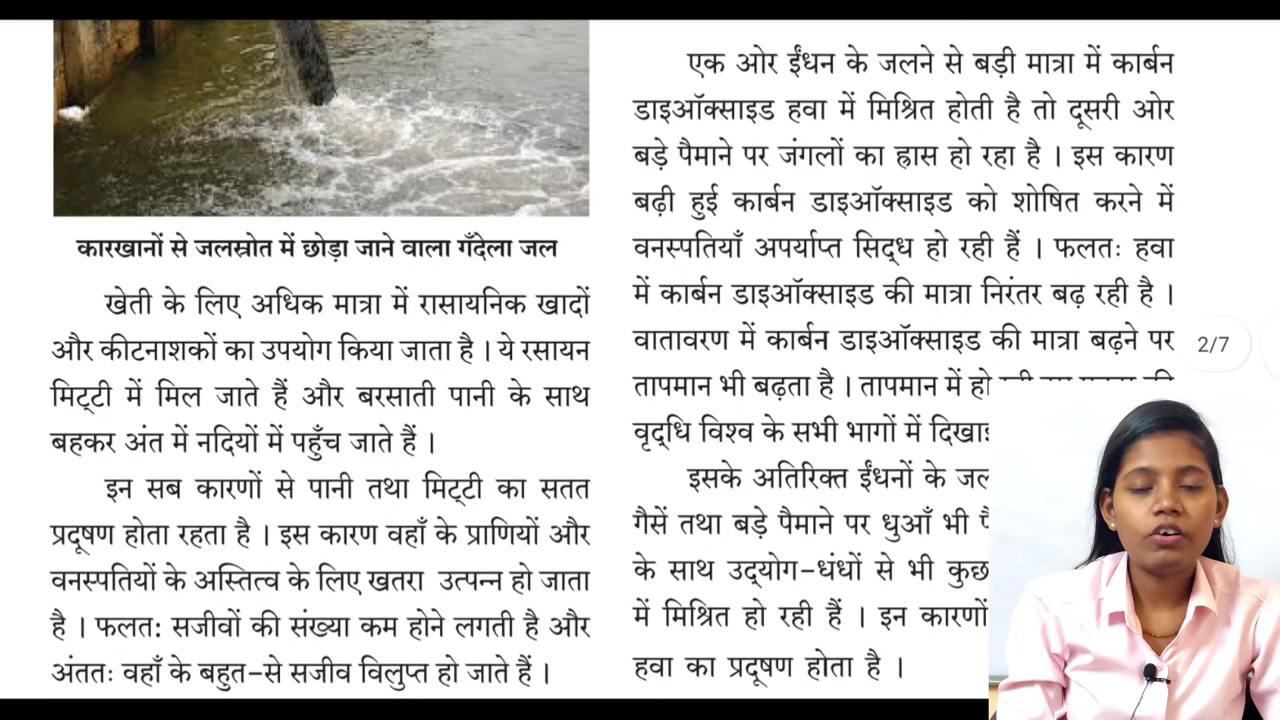 कारखानों से जलस्रोत में छोड़ा जाने वाला गँदेला जल
खेती के लिए अधिक मात्रा में रासायनिक खादों
और कीटनाशकों का उपयोग किया जाता है । ये रसायन
मिट्टी में मिल जाते हैं और बरसाती पानी के साथ
बहकर अंत में नदियों में पहुँच जाते हैं ।
इन सब कारणों से पानी तथा मिट्टी का सतत
प्रदूषण होता रहता है । इस कारण वहाँ के प्राणियों और
वनस्पतियों के अस्तित्व के लिए खतरा उत्पन्न हो जाता
है । फलतः सजीवों की संख्या कम होने लगती है और
अंततः वहाँ के बहुत-से सजीव विलुप्त हो जाते हैं ।
एक ओर ईंधन के जलने से बड़ी मात्रा में कार्बन
डाइऑक्साइड हवा में मिश्रित होती है तो दूसरी ओर
बड़े पैमाने पर जंगलों का ह्रास हो रहा है । इस कारण
बढ़ी हुई कार्बन डाइऑक्साइड को शोषित करने में
वनस्पतियाँ अपर्याप्त सिद्ध हो रही हैं । फलतः हवा
में कार्बन डाइऑक्साइड की मात्रा निरंतर बढ़ रही है ।
वातावरण में कार्बन डाइऑक्साइड की मात्रा बढ़ने पर
तापमान भी बढ़ता है । तापमान में हो
वृद्धि विश्व के सभी भागों में
इसके अतिरिक्त ईंधनों के
गैसें तथा बड़े पैमाने पर धुआँ भी
के साथ उद्योग-धंधों से भी कुछ
में मिश्रित हो रही हैं । इन कारणों
हवा का प्रदूषण होता है ।
2/7